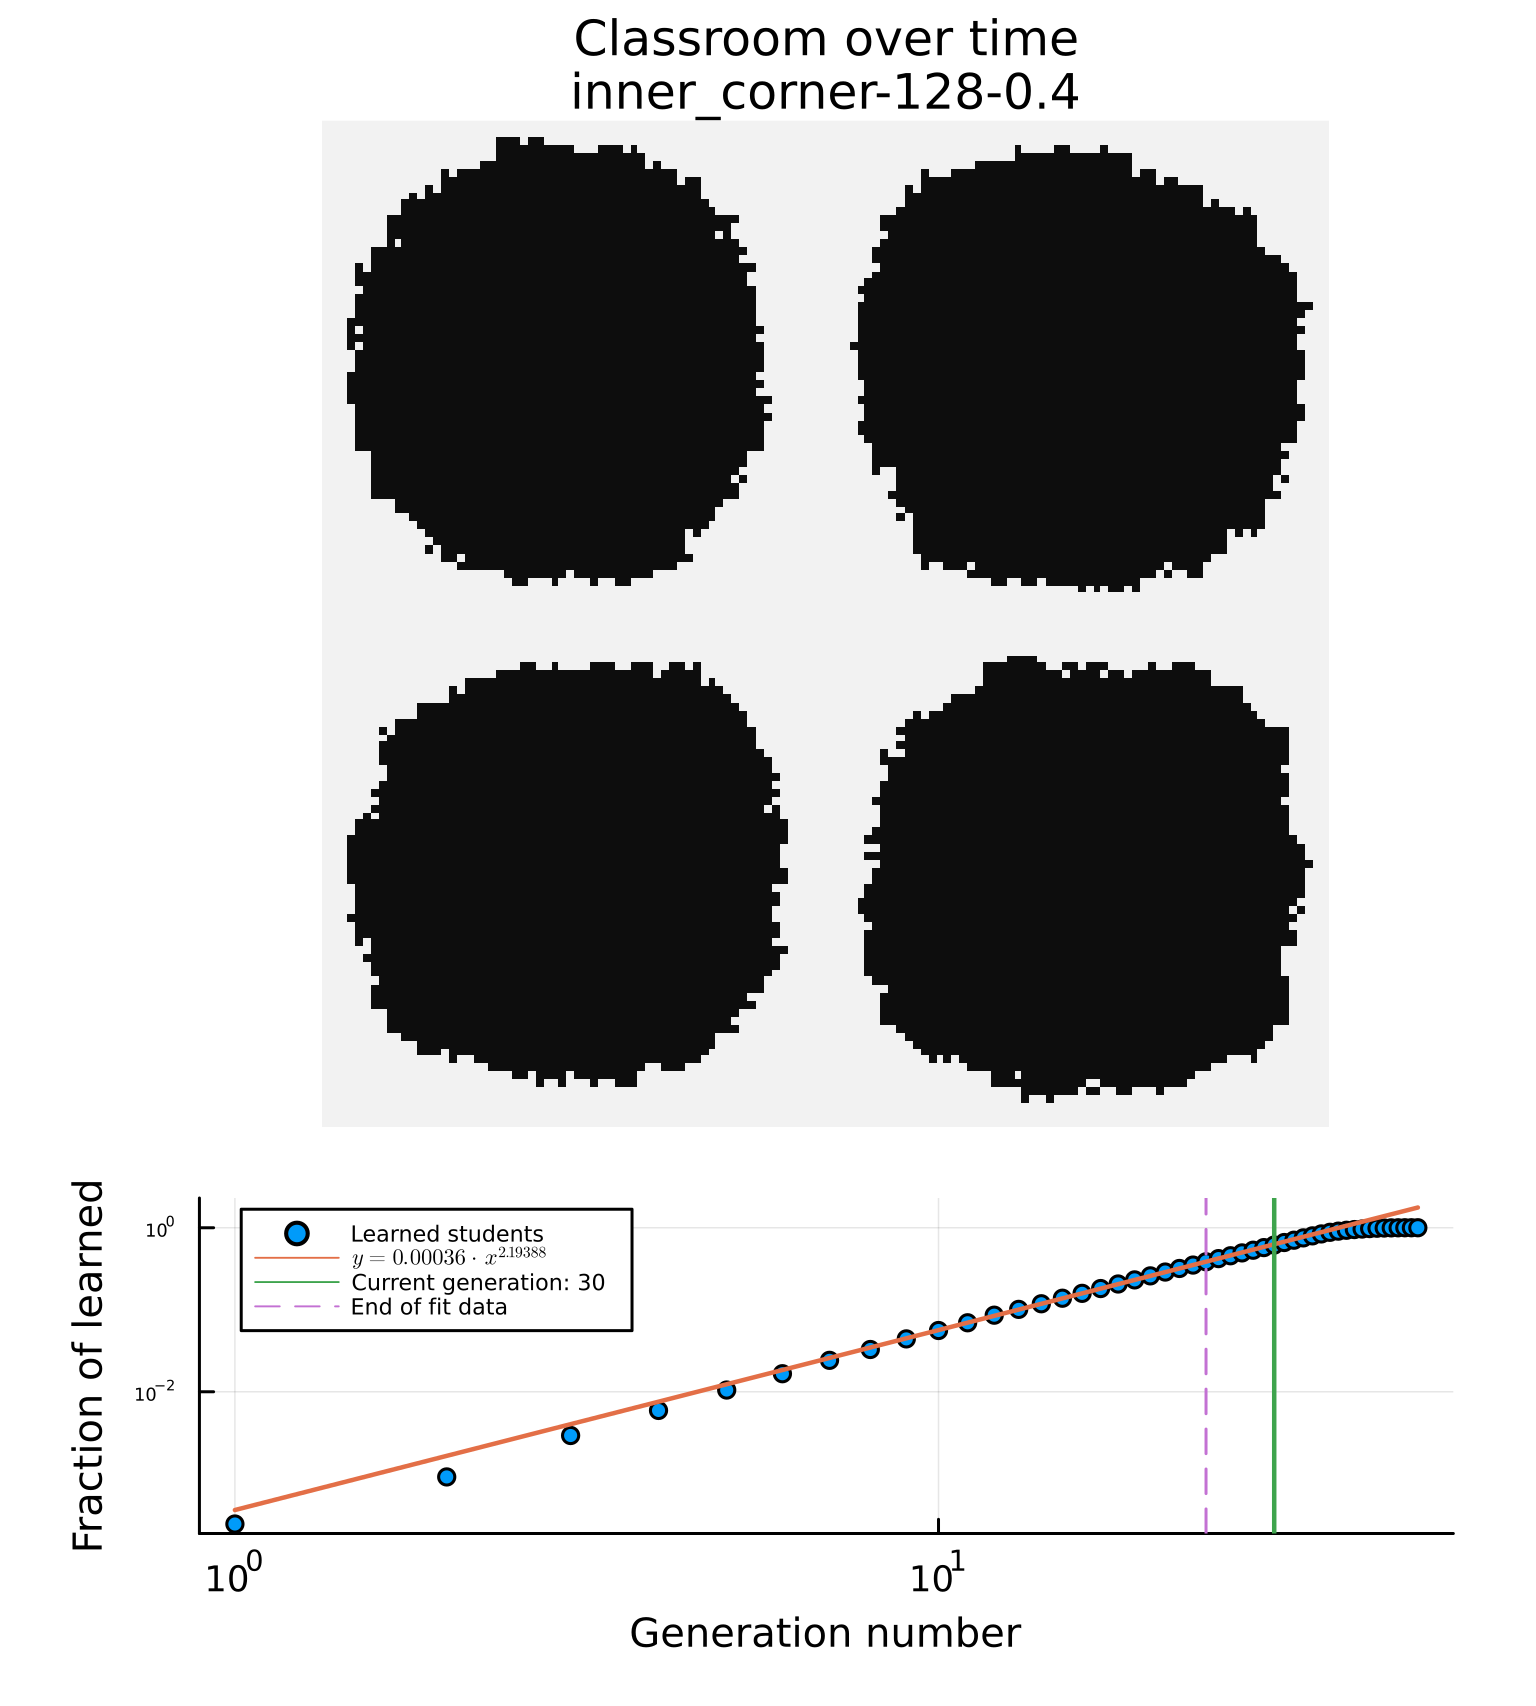 Classroom over time
inner_corner-128-0.4
Fraction of learned
10^0
10^−2
Learned students
y = 0.00036 · x^2.19388
Current generation: 30
End of fit data
10^0
10^1
Generation number